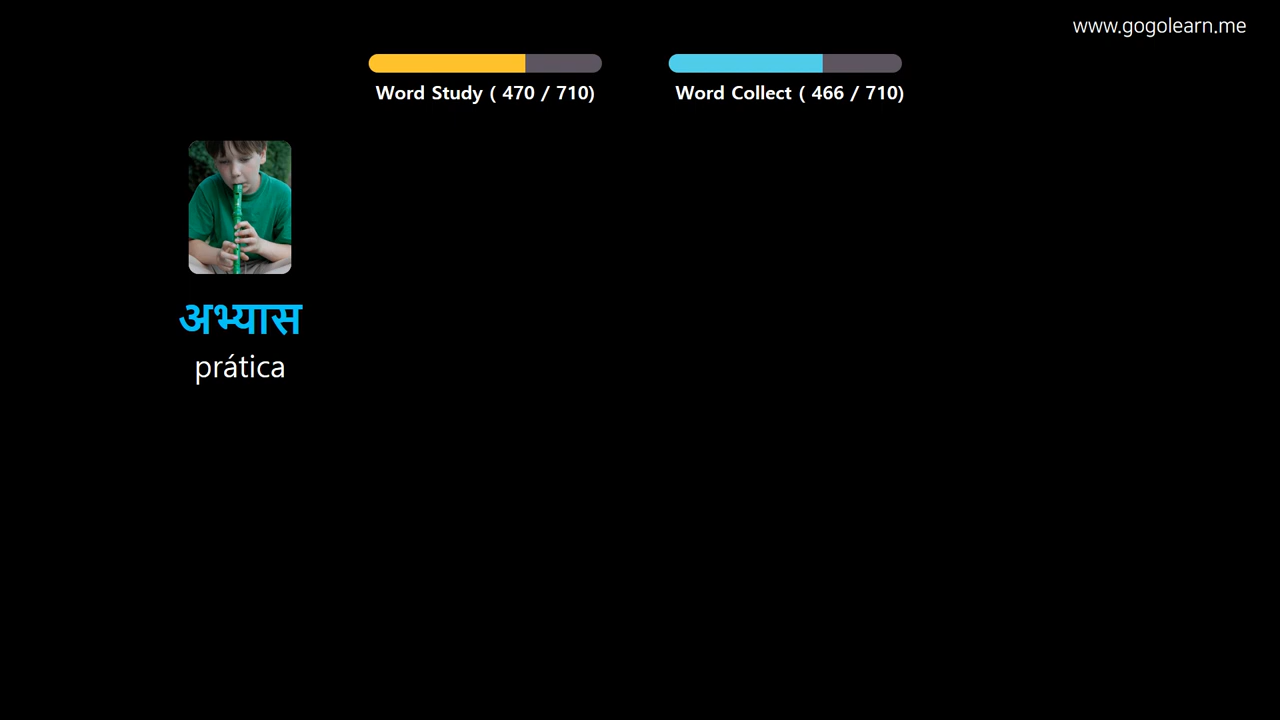 www.gogolearn.me
Word Study ( 470 / 710)
Word Collect ( 466 / 710)
अभ्यास
prática